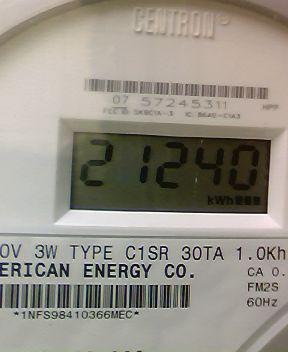 CENTRON®
07 57245311
21240
kWh
0V 3W TYPE C1SR 30TA 1.0Kh
ERICAN ENERGY CO. CA 0.
FM2S
60Hz
*1NFS98410366MEC*